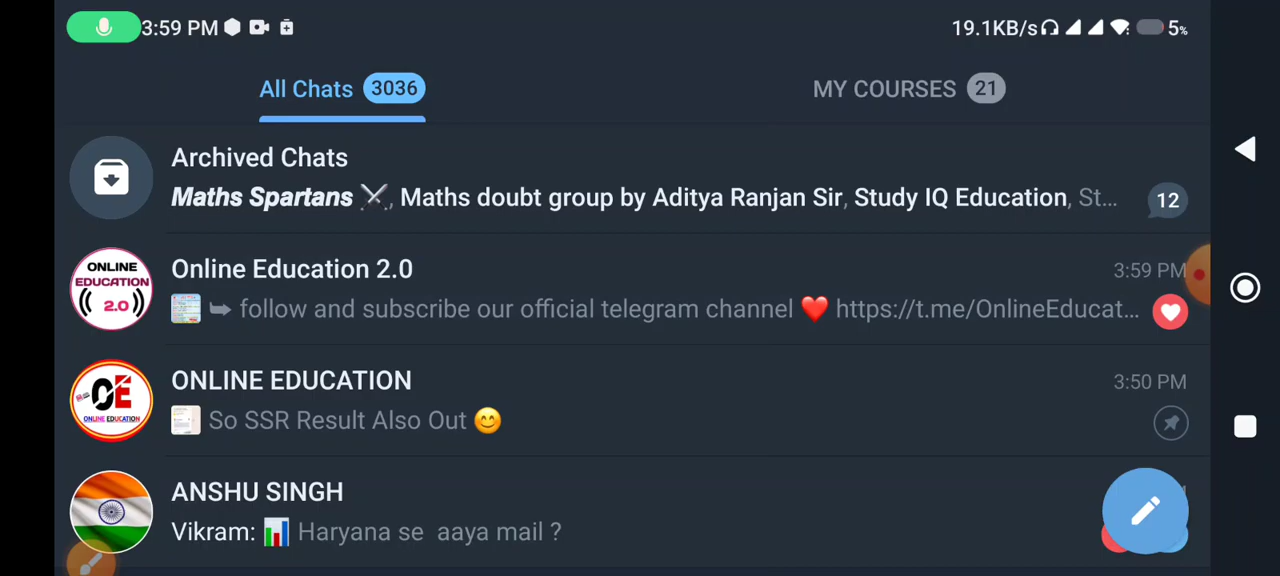 3:59 PM 19.1KB/s 5%
All Chats 3036 MY COURSES 21
Archived Chats
Maths Spartans ⚔, Maths doubt group by Aditya Ranjan Sir, Study IQ Education, St... 12
ONLINE EDUCATION 2.0
Online Education 2.0 3:59 PM
➥ follow and subscribe our official telegram channel ❤️ https://t.me/OnlineEducat...
OE ONLINE EDUCATION
ONLINE EDUCATION 3:50 PM
So SSR Result Also Out 😊
ANSHU SINGH
Vikram: 📊 Haryana se aaya mail ?